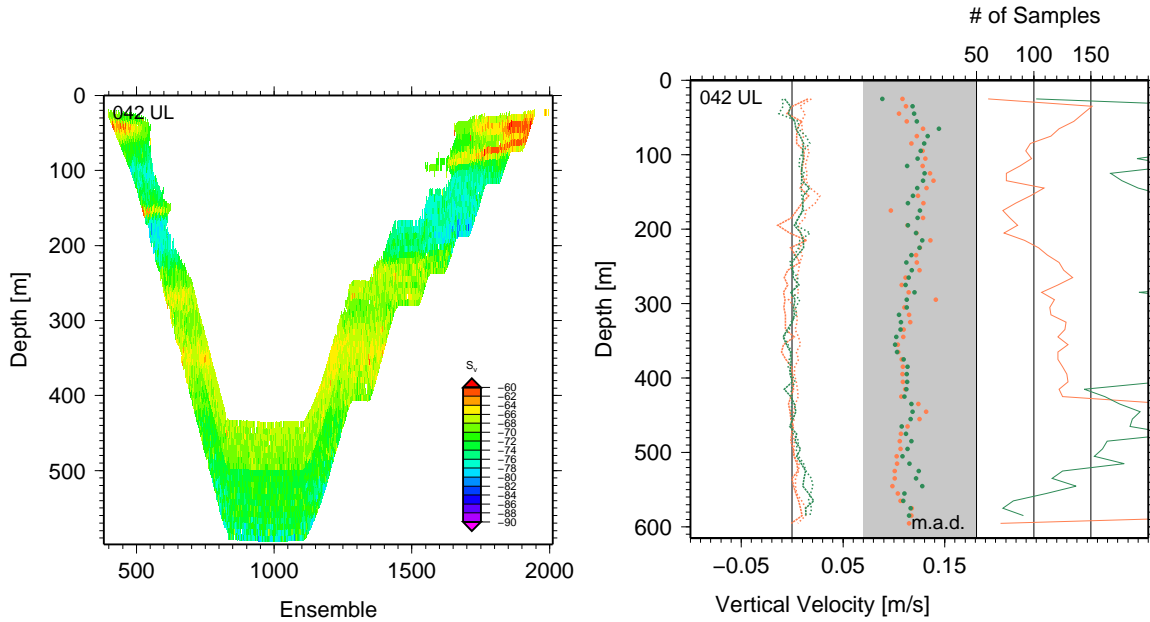 # of Samples
50 100 150
042 UL
0
100
200
300
400
500
Depth [m]
500 1000 1500 2000
Ensemble
Sv
−60
−62
−64
−66
−68
−70
−72
−74
−76
−78
−80
−82
−84
−86
−88
−90
042 UL
0
100
200
300
400
500
600
Depth [m]
m.a.d.
−0.05 0.05 0.15
Vertical Velocity [m/s]